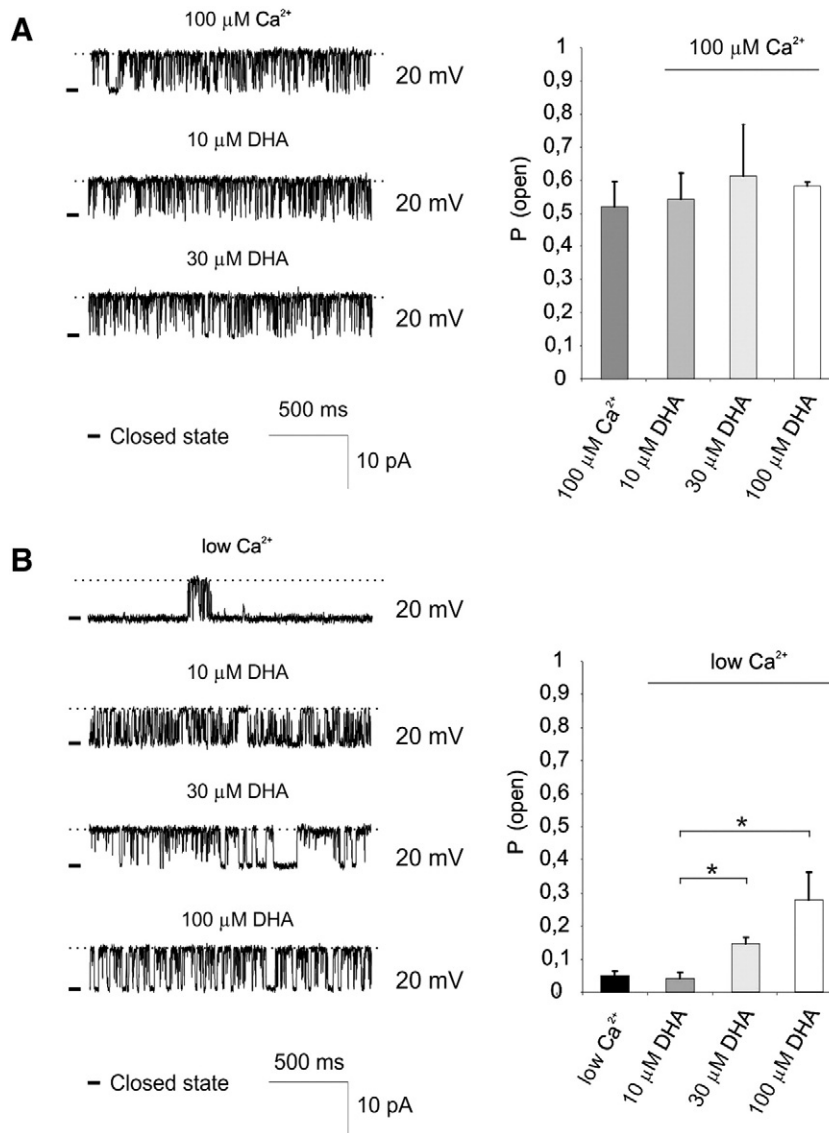 A
100 μM Ca²⁺
20 mV
10 μM DHA
20 mV
30 μM DHA
20 mV
500 ms
Closed state
10 pA
100 μM Ca²⁺
P (open)
1
0,9
0,8
0,7
0,6
0,5
0,4
0,3
0,2
0,1
0
100 μM Ca²⁺
10 μM DHA
30 μM DHA
100 μM DHA
B
low Ca²⁺
20 mV
10 μM DHA
20 mV
30 μM DHA
20 mV
100 μM DHA
20 mV
500 ms
Closed state
10 pA
low Ca²⁺
P (open)
1
0,9
0,8
0,7
0,6
0,5
0,4
0,3
0,2
0,1
0
*
*
low Ca²⁺
10 μM DHA
30 μM DHA
100 μM DHA